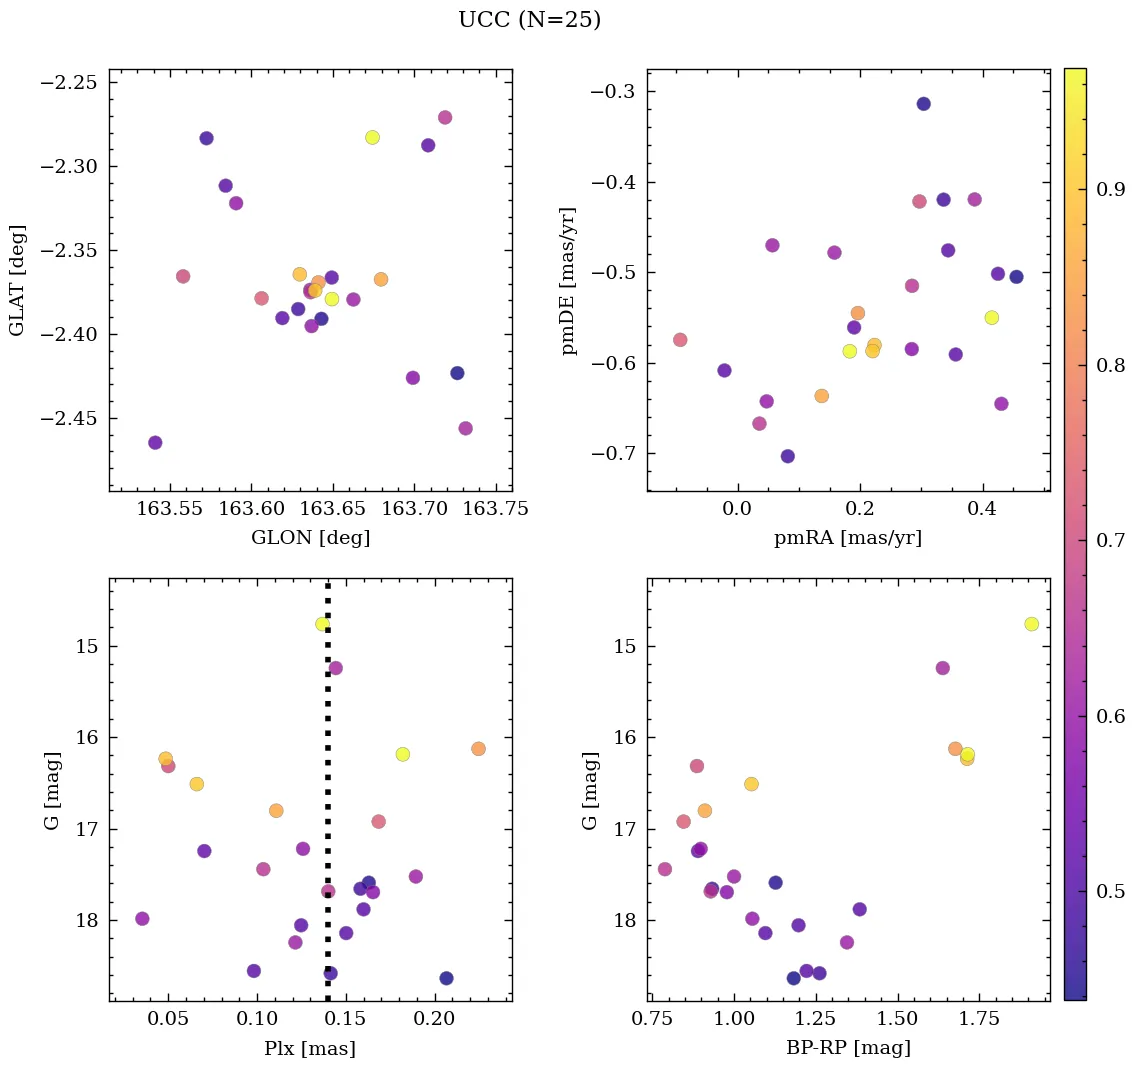 UCC (N=25)
−2.25
−2.30
−2.35
−2.40
−2.45
GLAT [deg]
163.55 163.60 163.65 163.70 163.75
GLON [deg]
−0.3
−0.4
−0.5
−0.6
−0.7
pmDE [mas/yr]
0.0 0.2 0.4
pmRA [mas/yr]
0.9
0.8
0.7
0.6
0.5
15
16
17
18
G [mag]
0.05 0.10 0.15 0.20
Plx [mas]
15
16
17
18
G [mag]
0.75 1.00 1.25 1.50 1.75
BP-RP [mag]